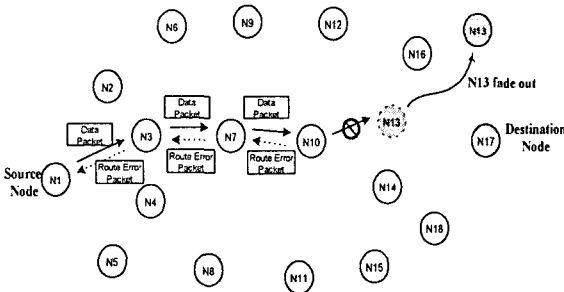 N6
N9
N12
N13
N16
N13 fade out
N2
Data
Packet
Data
Packet
Data
Packet
N3
N7
N10
N13
N17
Destination
Node
Source
Node
N1
Route Error
Packet
Route Error
Packet
Route Error
Packet
N4
N14
N18
N5
N8
N11
N15